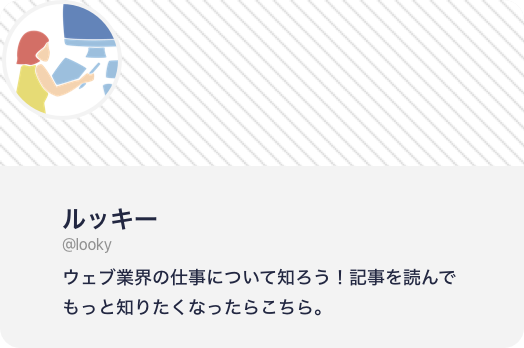 ルッキー
@looky
ウェブ業界の仕事について知ろう！記事を読んで
もっと知りたくなったらこちら。